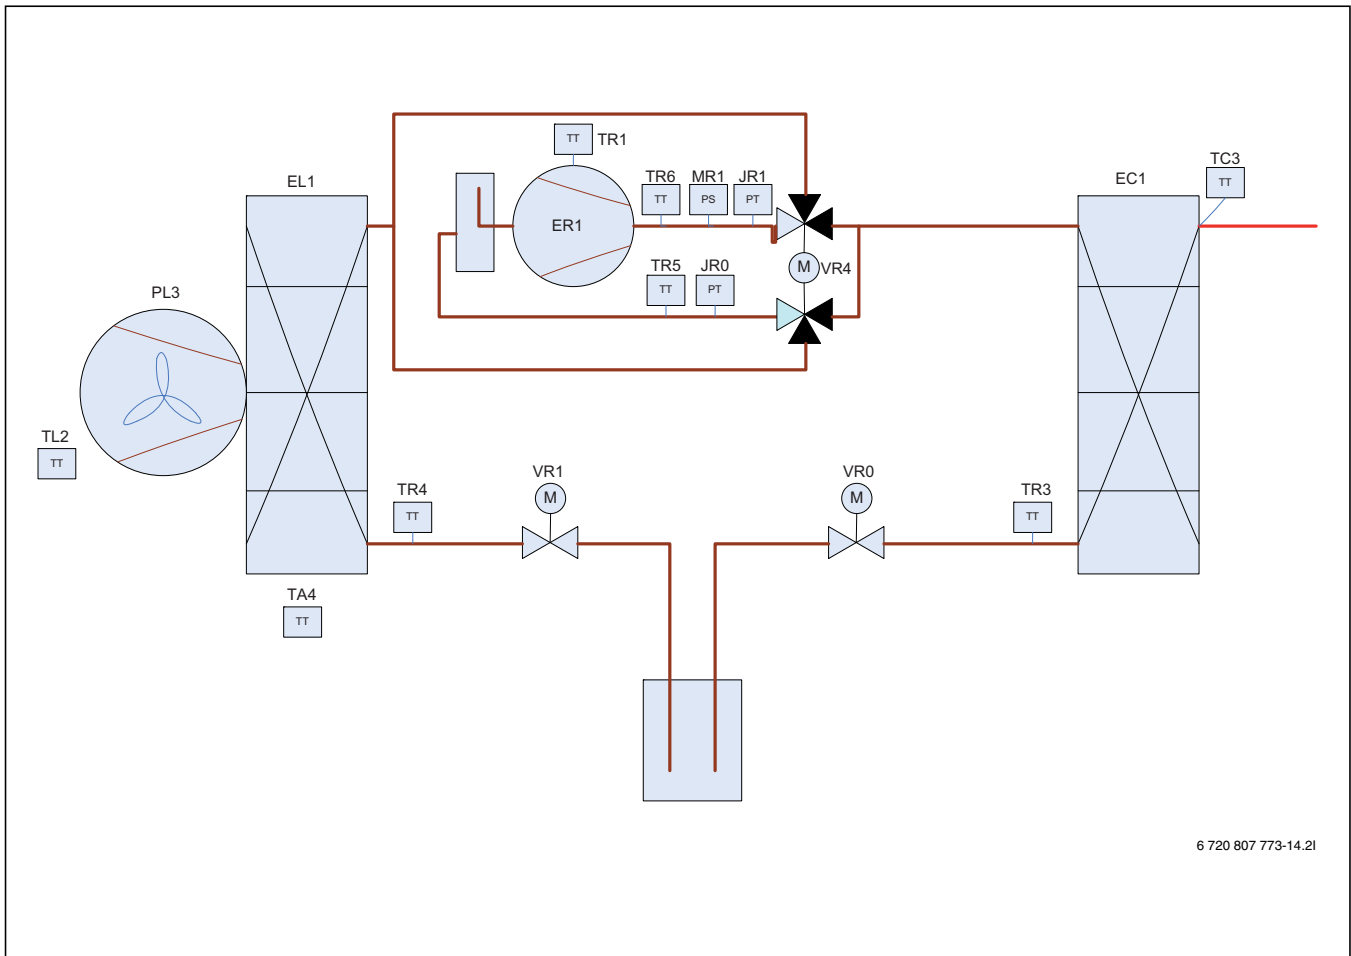 TT TR1
TC3
TT
EL1
TR6 MR1 JR1
TT PS PT
EC1
ER1
TR5 JR0
TT PT
M VR4
PL3
TL2
TT
VR1
M
VR0
M
TR4
TT
TR3
TT
TA4
TT
6 720 807 773-14.2I